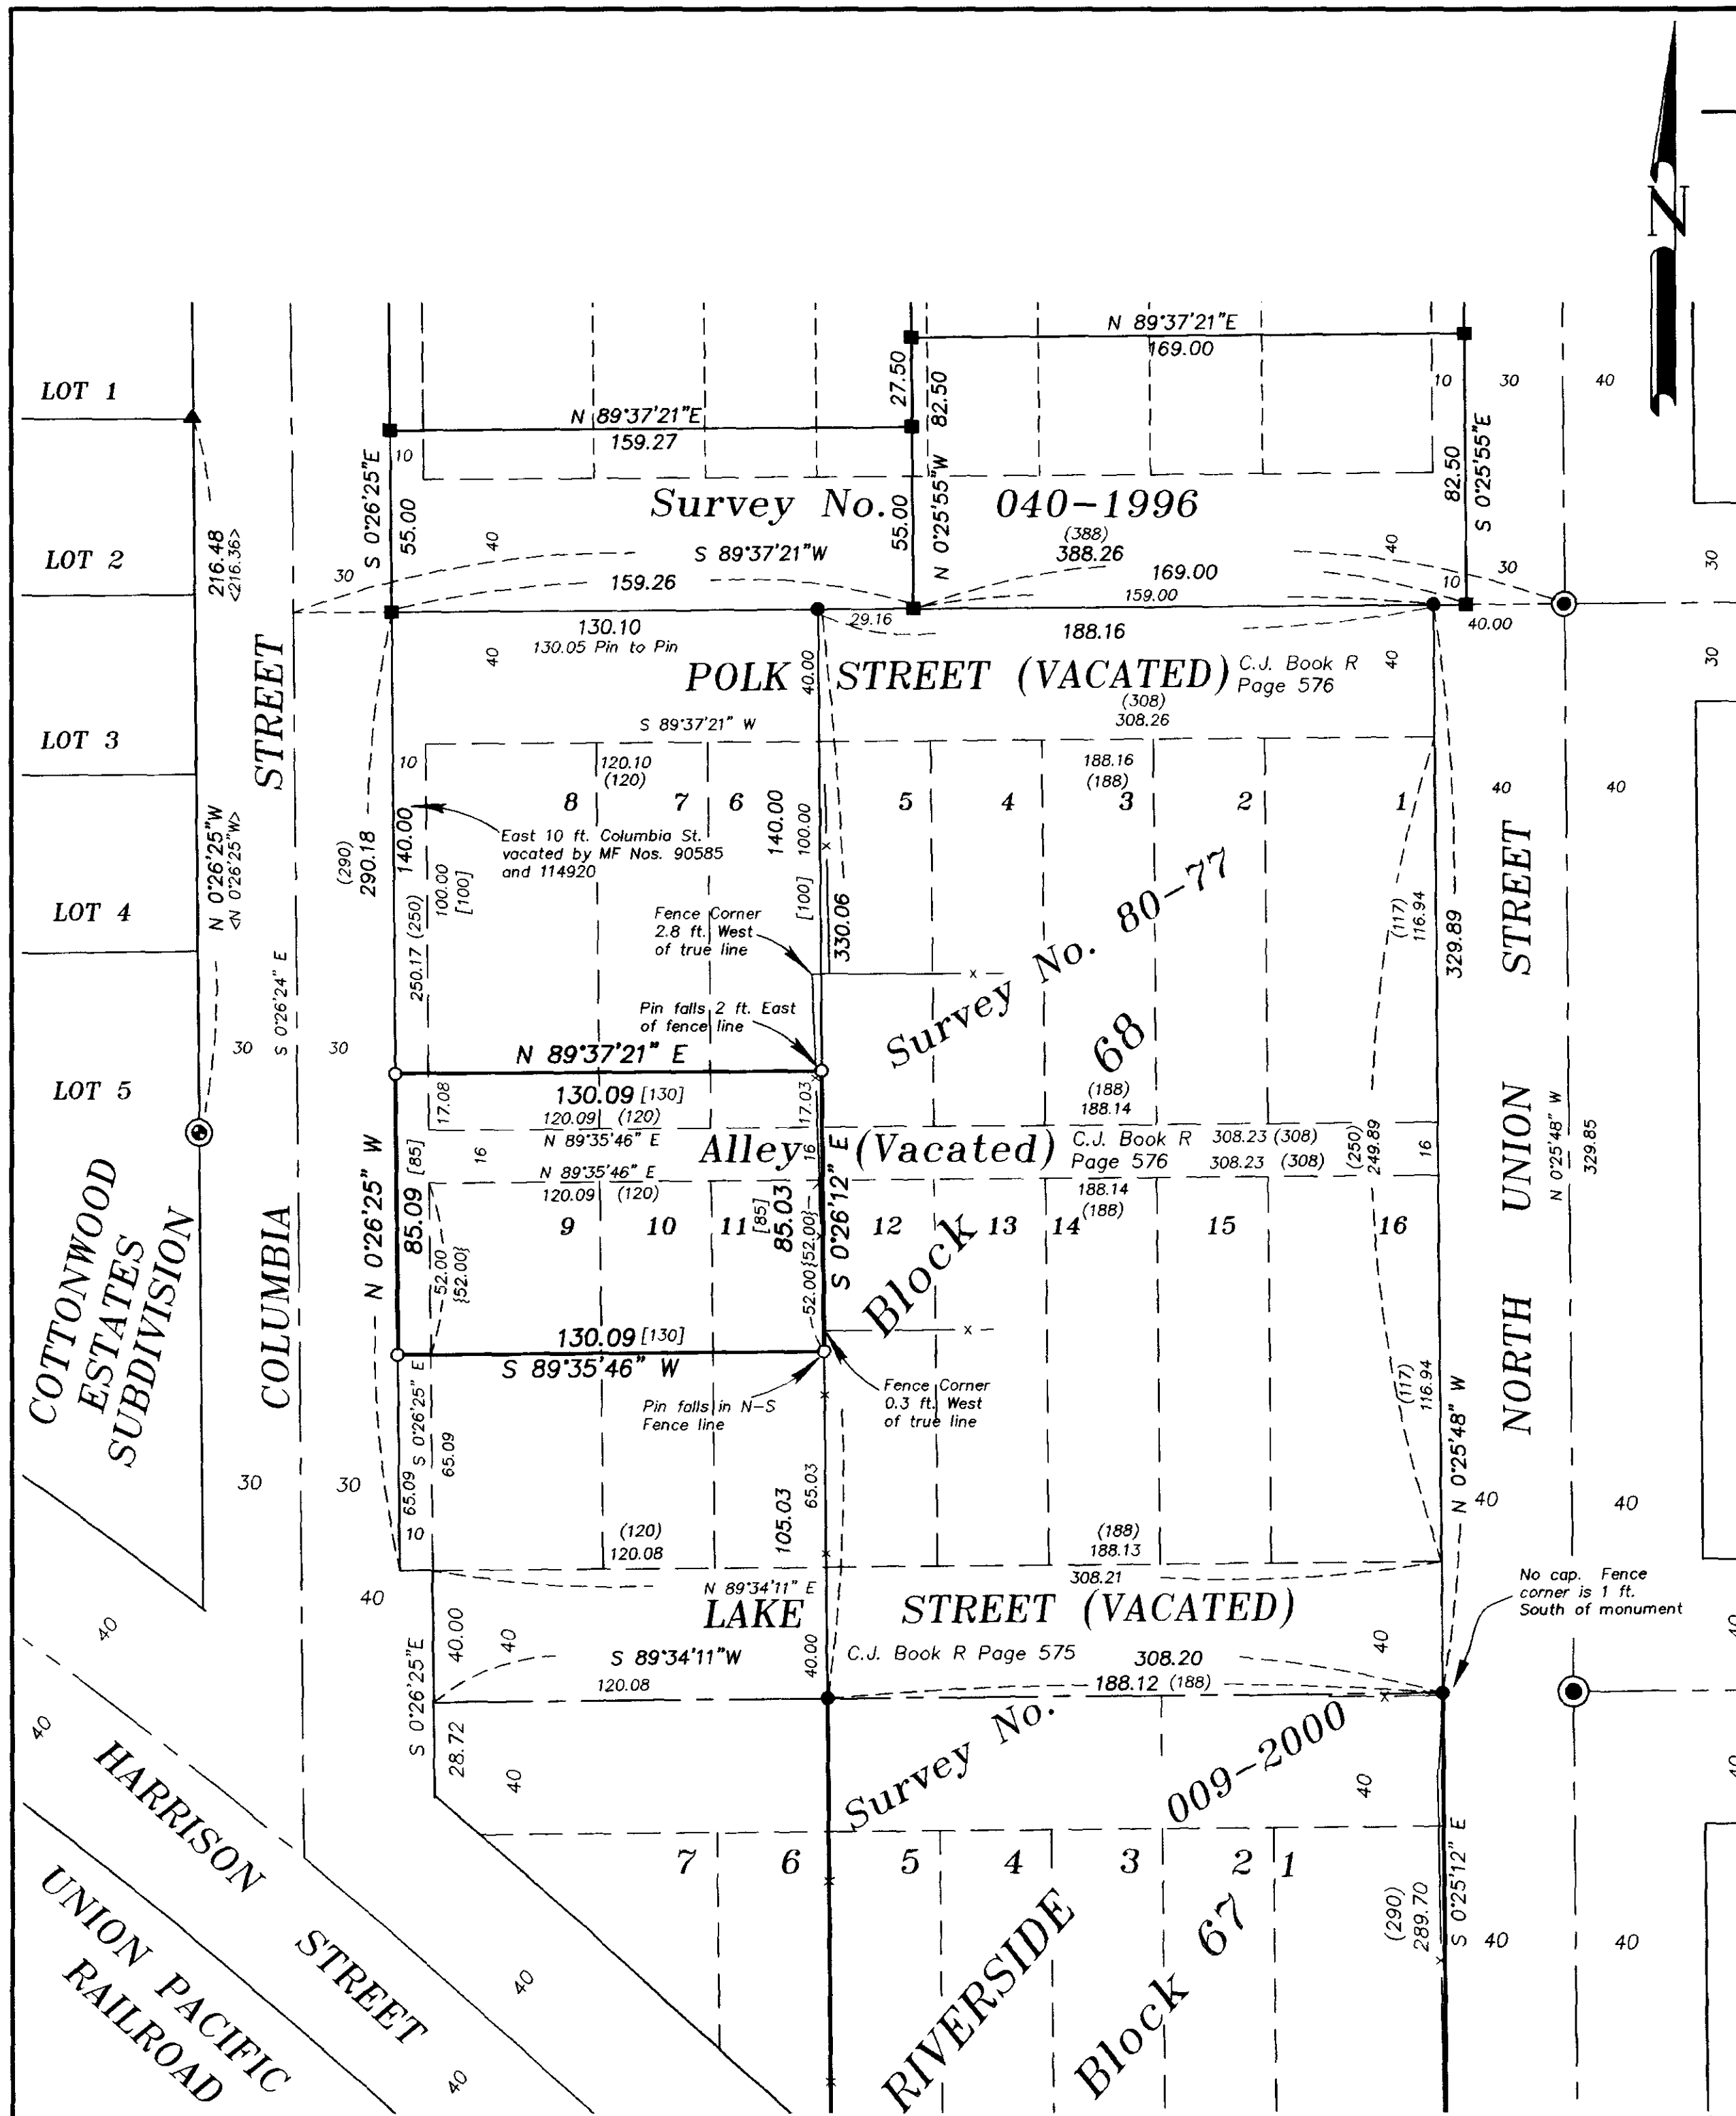 N
N 89°37'21"E
169.00
LOT 1
27.50
82.50
10
30
40
N 89°37'21"E
159.27
10
S 0°26'25"E
55.00
Survey No. 040-1996
55.00
N 0°25'55"W
82.50
S 0°25'55"E
LOT 2
216.48
<216.36>
40
S 89°37'21"W
(388)
388.26
40
30
159.26
169.00
10
30
30
159.00
130.10
130.05 Pin to Pin
29.16
188.16
40.00
40
40.00
POLK STREET (VACATED)
C.J. Book R
Page 576
40
30
(308)
308.26
S 89°37'21" W
LOT 3
STREET
10
120.10
(120)
188.16
(188)
40
40
8
7
6
5
4
3
2
1
N 0°26'25"W
<N 0°26'25"W>
(290)
290.18
140.00
East 10 ft. Columbia St.
vacated by MF Nos. 90585
and 114920
140.00
100.00
[100]
250.17 (250)
100.00
[100]
330.06
Survey No. 80-77
(117)
116.94
329.89
STREET
LOT 4
Fence Corner
2.8 ft. West
of true line
S 0°26'24" E
Pin falls 2 ft. East
of fence line
30
30
N 89°37'21" E
68
LOT 5
17.08
130.09 [130]
17.03
(188)
188.14
120.09 (120)
N 89°35'46" E
16
Alley (Vacated)
C.J. Book R
Page 576
308.23 (308)
308.23 (308)
16
(250)
249.89
16
N 0°25'48" W
329.85
UNION
N 89°35'46" E
120.09 (120)
188.14
(188)
N 0°26'25" W
85.09 [85]
9
10
11
[85]
85.03
52.00{52.00}
S 0°26'12" E
12
13
14
15
16
52.00
{52.00}
Block
COTTONWOOD
ESTATES
SUBDIVISION
COLUMBIA
130.09 [130]
S 89°35'46" W
NORTH
Pin falls in N-S
Fence line
Fence Corner
0.3 ft. West
of true line
(117)
116.94
N 0°25'48" W
S 0°26'25" E
65.09
65.09
30
30
105.03
65.03
40
40
10
(120)
120.08
(188)
188.13
308.21
N 89°34'11" E
40
LAKE STREET (VACATED)
No cap. Fence
corner is 1 ft.
South of monument
40
40.00
40
S 89°34'11"W
40.00
C.J. Book R Page 575
308.20
40
40
S 0°26'25"E
120.08
188.12 (188)
28.72
40
Survey No. 009-2000
40
40
40
HARRISON
STREET
7
6
5
4
3
2
1
(290)
289.70
S 0°25'12" E
40
40
UNION PACIFIC
RAILROAD
40
40
RIVERSIDE
Block 67